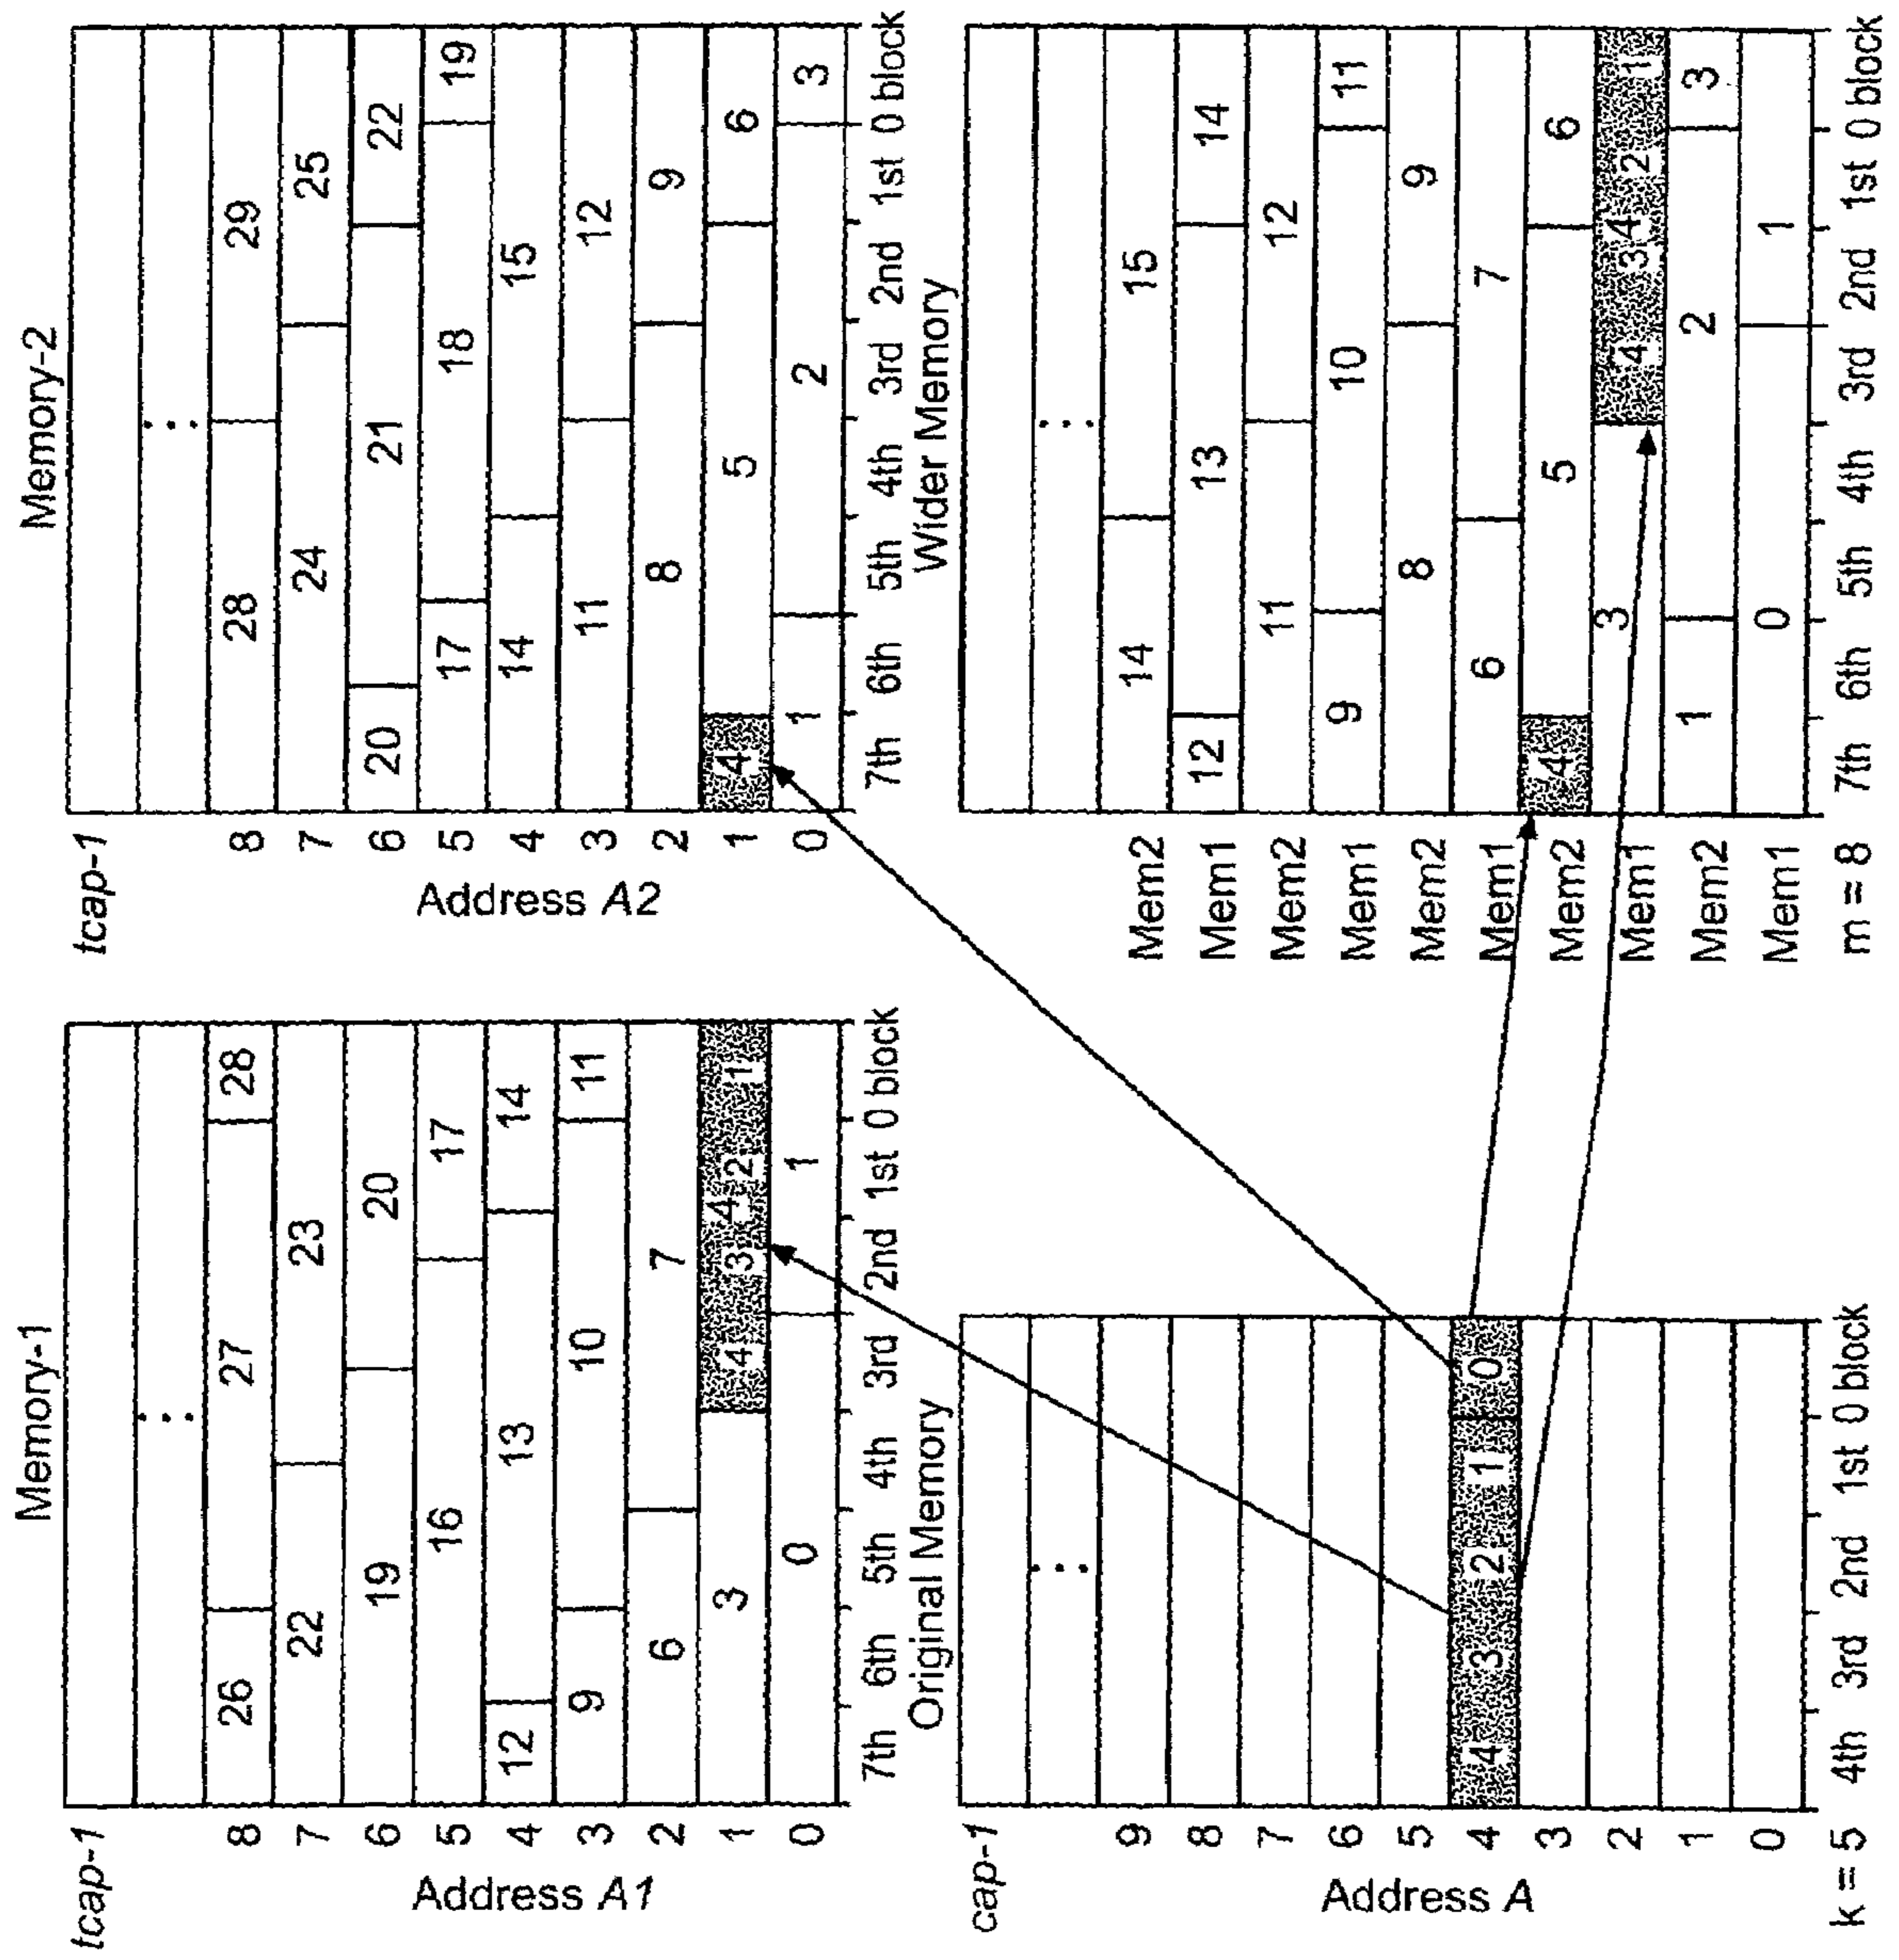 Memory-1
tcap-1
8 26 27 28
7 22 23
6 19 20
5 16 17
4 12 13 14
3 9 10 11
2 6 7
1 3 4 3 4 2 1
0 0 1
Address A1
7th 6th 5th 4th 3rd 2nd 1st 0 block
Memory-2
tcap-1
8 28 29
7 24 25
6 20 21 22
5 17 18 19
4 14 15
3 11 12
2 8 9
1 4 5 6
0 1 2 3
Address A2
7th 6th 5th 4th 3rd 2nd 1st 0 block
Original Memory
cap-1
9
8
7
6
5
4 4 3 2 1 0
3
2
1
0
Address A
k = 5 4th 3rd 2nd 1st 0 block
Wider Memory
Mem2 14 15
Mem1 12 13 14
Mem2 11 12
Mem1 9 10 11
Mem2 8 9
Mem1 6 7
Mem2 4 5 6
Mem1 3 4 3 4 2 1
Mem2 1 2 3
Mem1 0 1
m = 8 7th 6th 5th 4th 3rd 2nd 1st 0 block